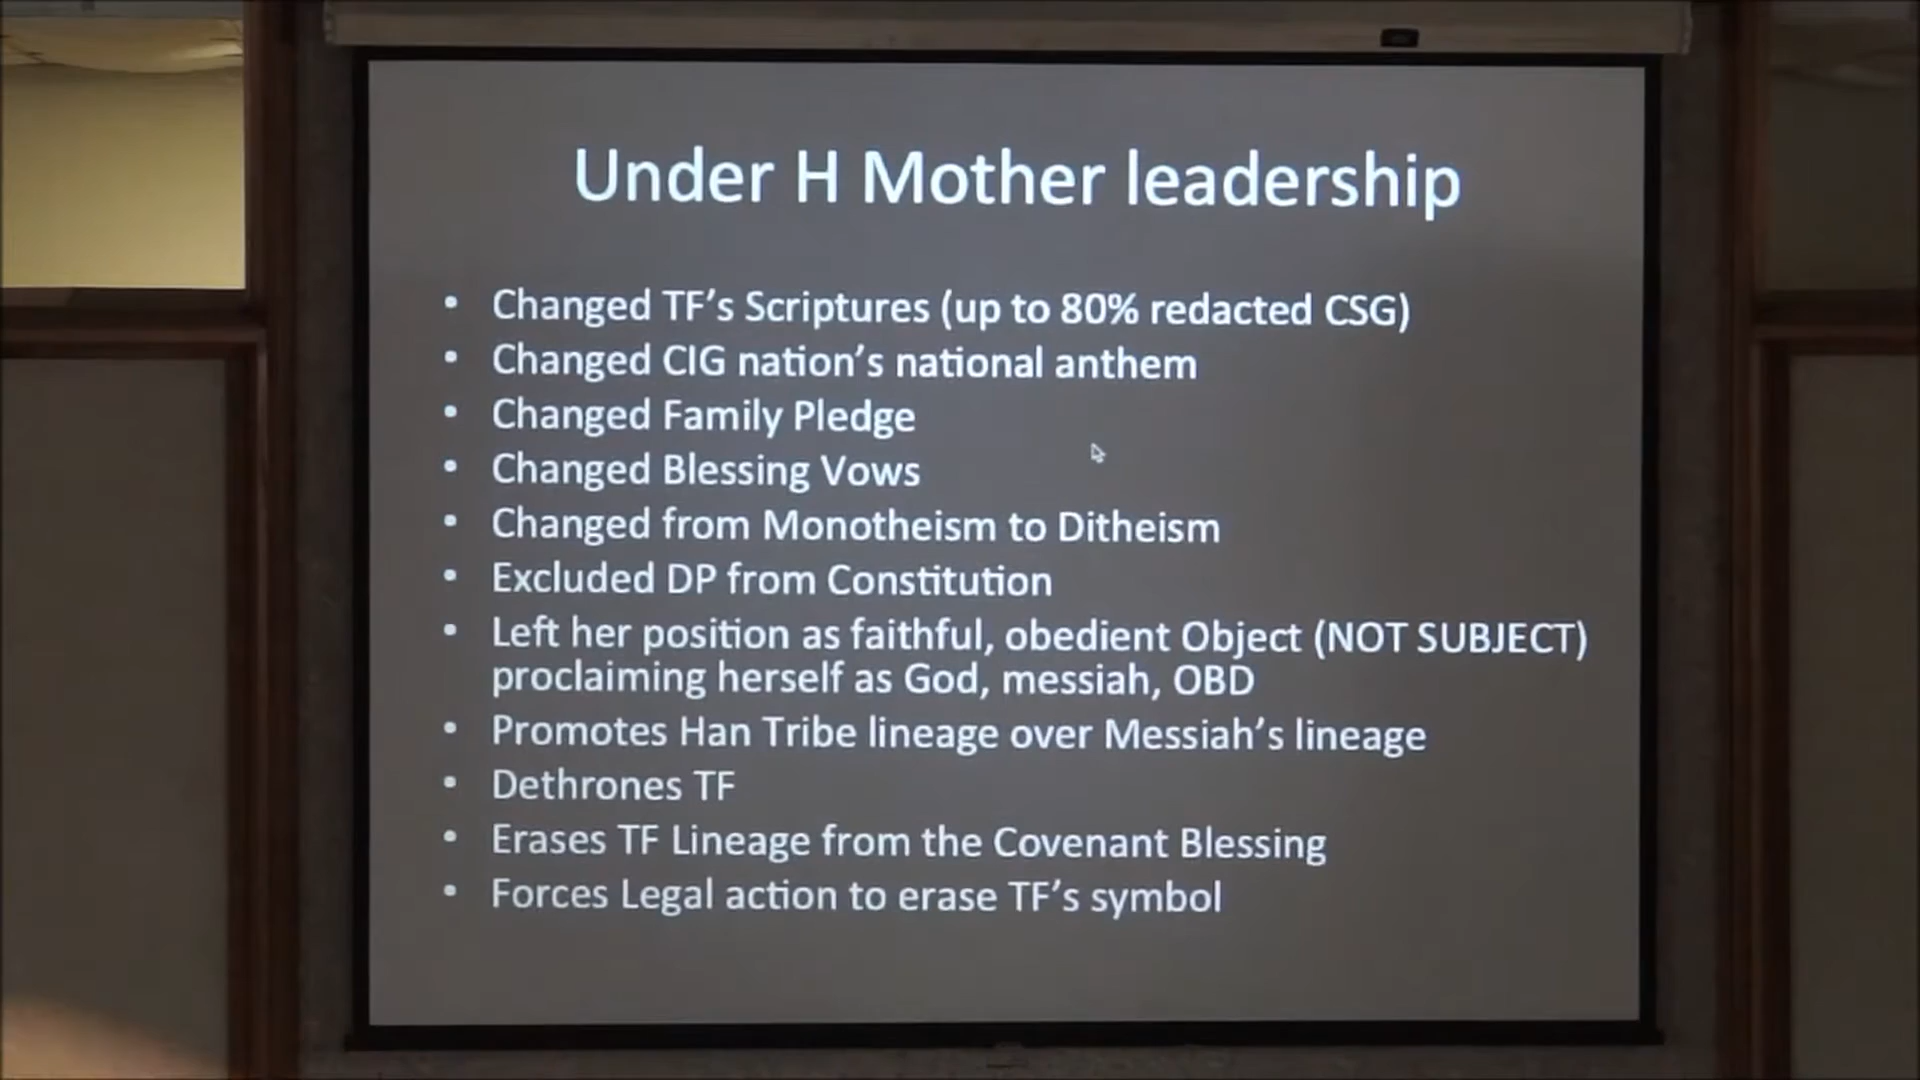 Under H Mother leadership
• Changed TF's Scriptures (up to 80% redacted CSG)
• Changed CIG nation's national anthem
• Changed Family Pledge
• Changed Blessing Vows
• Changed from Monotheism to Ditheism
• Excluded DP from Constitution
• Left her position as faithful, obedient Object (NOT SUBJECT)
proclaiming herself as God, messiah, OBD
• Promotes Han Tribe lineage over Messiah's lineage
• Dethrones TF
• Erases TF Lineage from the Covenant Blessing
• Forces Legal action to erase TF's symbol